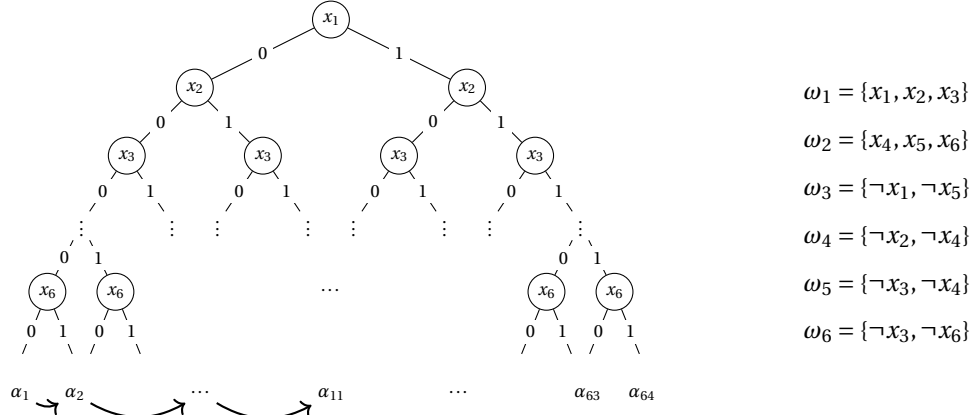 x₁
0 1
x₂ x₂
0 1 0 1
x₃ x₃ x₃ x₃
0 1 0 1 0 1 0 1
⋮ ⋮ ⋮ ⋮ ⋮ ⋮ ⋮ ⋮
0 1 0 1
x₆ x₆ ... x₆ x₆
0 1 0 1 0 1 0 1
α₁ α₂ ... α₁₁ ... α₆₃ α₆₄
ω₁ = {x₁, x₂, x₃}
ω₂ = {x₄, x₅, x₆}
ω₃ = {¬x₁, ¬x₅}
ω₄ = {¬x₂, ¬x₄}
ω₅ = {¬x₃, ¬x₄}
ω₆ = {¬x₃, ¬x₆}